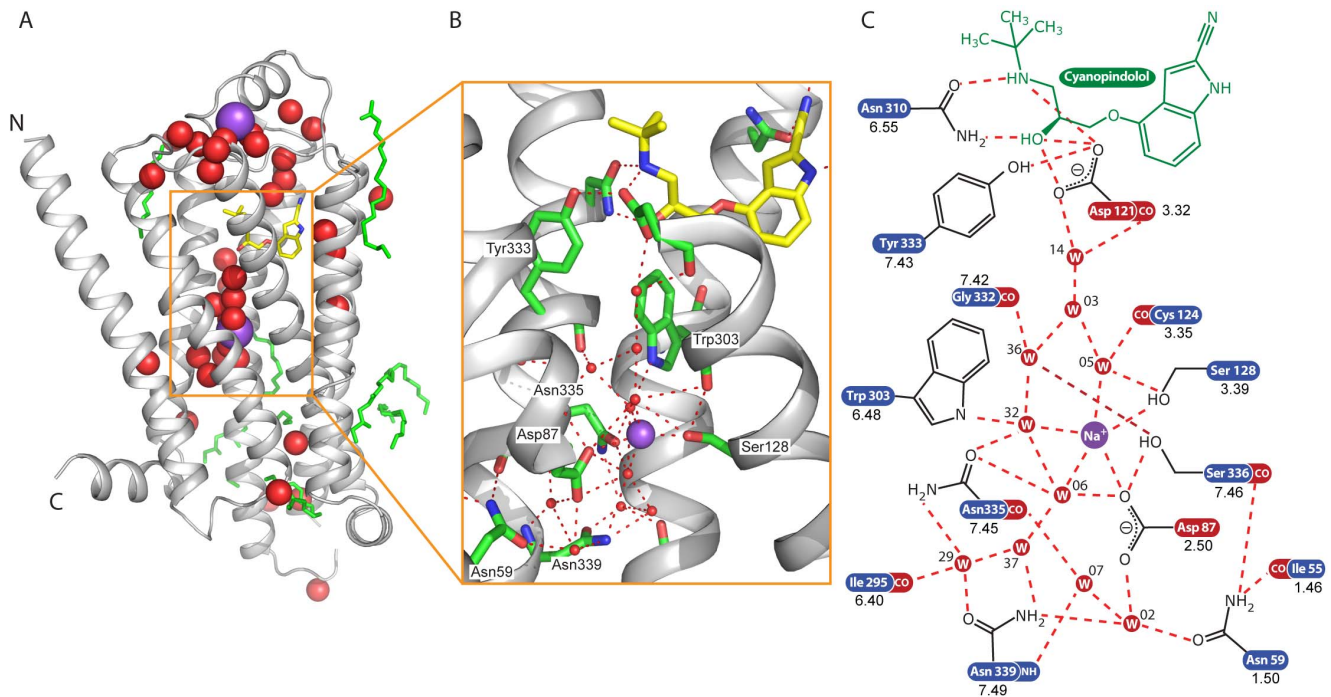 A
B
C
N
C
Tyr333
Trp303
Asn335
Asp87
Ser128
Asn59
Asn339
CH3
H3C
CH3
N
HN
Cyanopindolol
NH
O
O
Asn 310
6.55
NH2
HO
O
OH
O
Asp 121 CO
3.32
Tyr 333
7.43
14
W
7.42
Gly 332 CO
W
03
CO Cys 124
3.35
36
W
05
W
Ser 128
3.39
Trp 303
6.48
HO
N
32
W
Na+
HO
O
H2N
06
W
O
Ser 336 CO
7.46
Asn335 CO
7.45
Asp 87
2.50
29
W
37
W
07
W
O
Ile 295 CO
6.40
CO Ile 55
1.46
O
NH2
W
02
NH2
O
Asn 339 NH
7.49
Asn 59
1.50